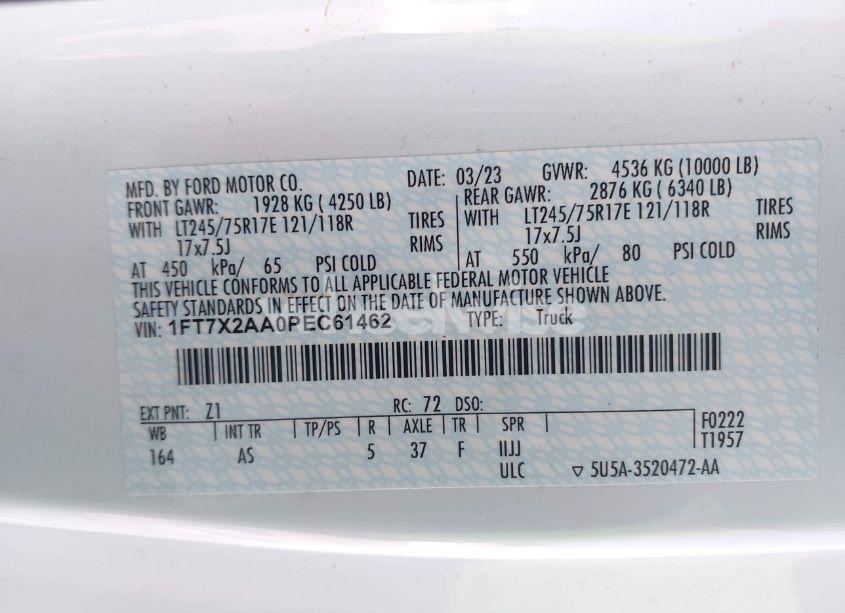 MFD. BY FORD MOTOR CO. DATE: 03/23 GVWR: 4536 KG (10000 LB)
FRONT GAWR: 1928 KG ( 4250 LB) REAR GAWR: 2876 KG ( 6340 LB)
WITH LT245/75R17E 121/118R TIRES WITH LT245/75R17E 121/118R TIRES
17x7.5J RIMS 17x7.5J RIMS
AT 450 kPa/ 65 PSI COLD AT 550 kPa/ 80 PSI COLD
THIS VEHICLE CONFORMS TO ALL APPLICABLE FEDERAL MOTOR VEHICLE
SAFETY STANDARDS IN EFFECT ON THE DATE OF MANUFACTURE SHOWN ABOVE.
VIN: 1FT7X2AA0PEC61462 TYPE: Truck
EXT PNT: Z1 RC: 72 DSO:
WB INT TR TP/PS R AXLE TR SPR F0222
164 AS 5 37 F IIJJ T1957
ULC ▽ 5U5A-3520472-AA